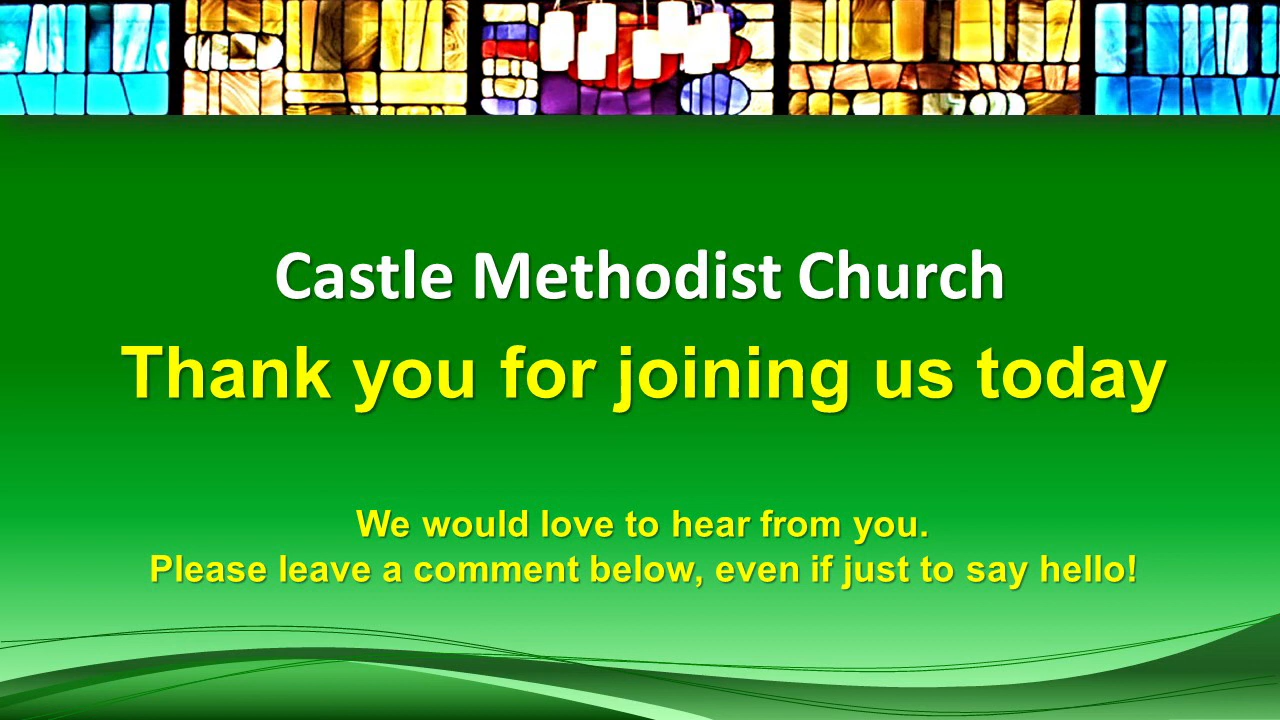 Castle Methodist Church
Thank you for joining us today
We would love to hear from you.
Please leave a comment below, even if just to say hello!